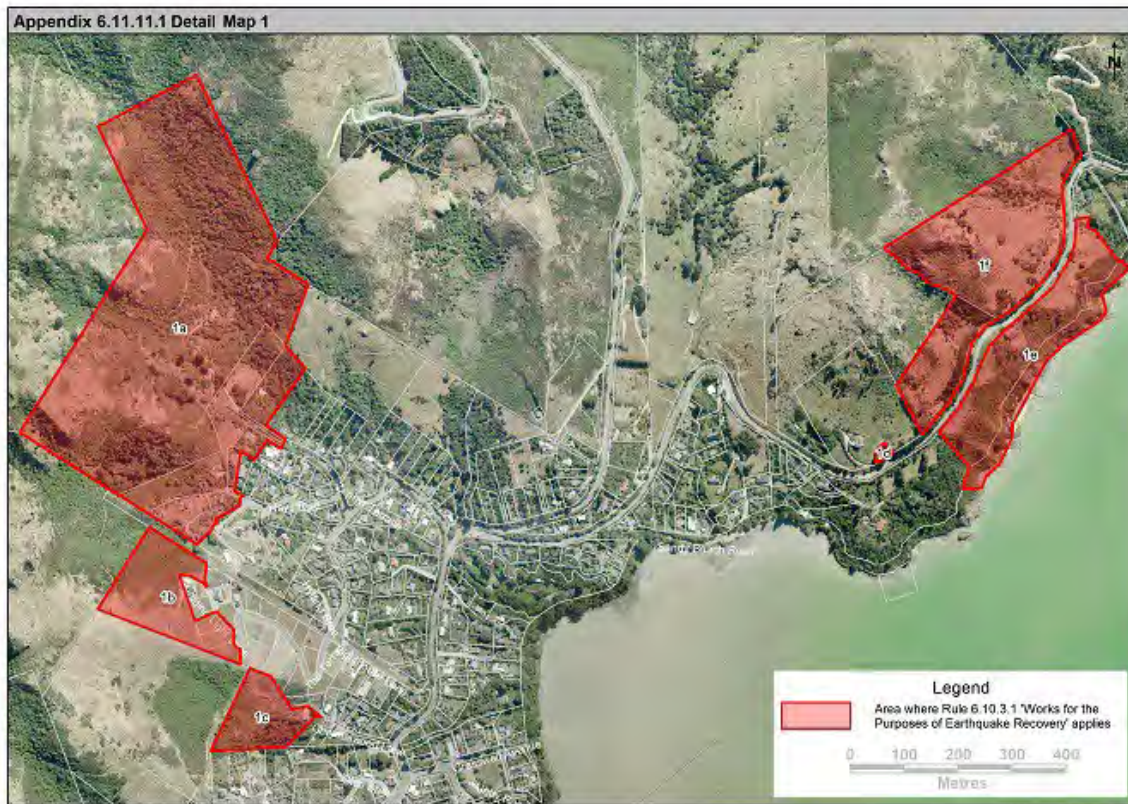 Appendix 6.11.11.1 Detail Map 1
N
1a
1f
1e
1b
1c
Legend
Area where Rule 6.10.3.1 'Works for the
Purposes of Earthquake Recovery' applies
0 100 200 300 400
Metres